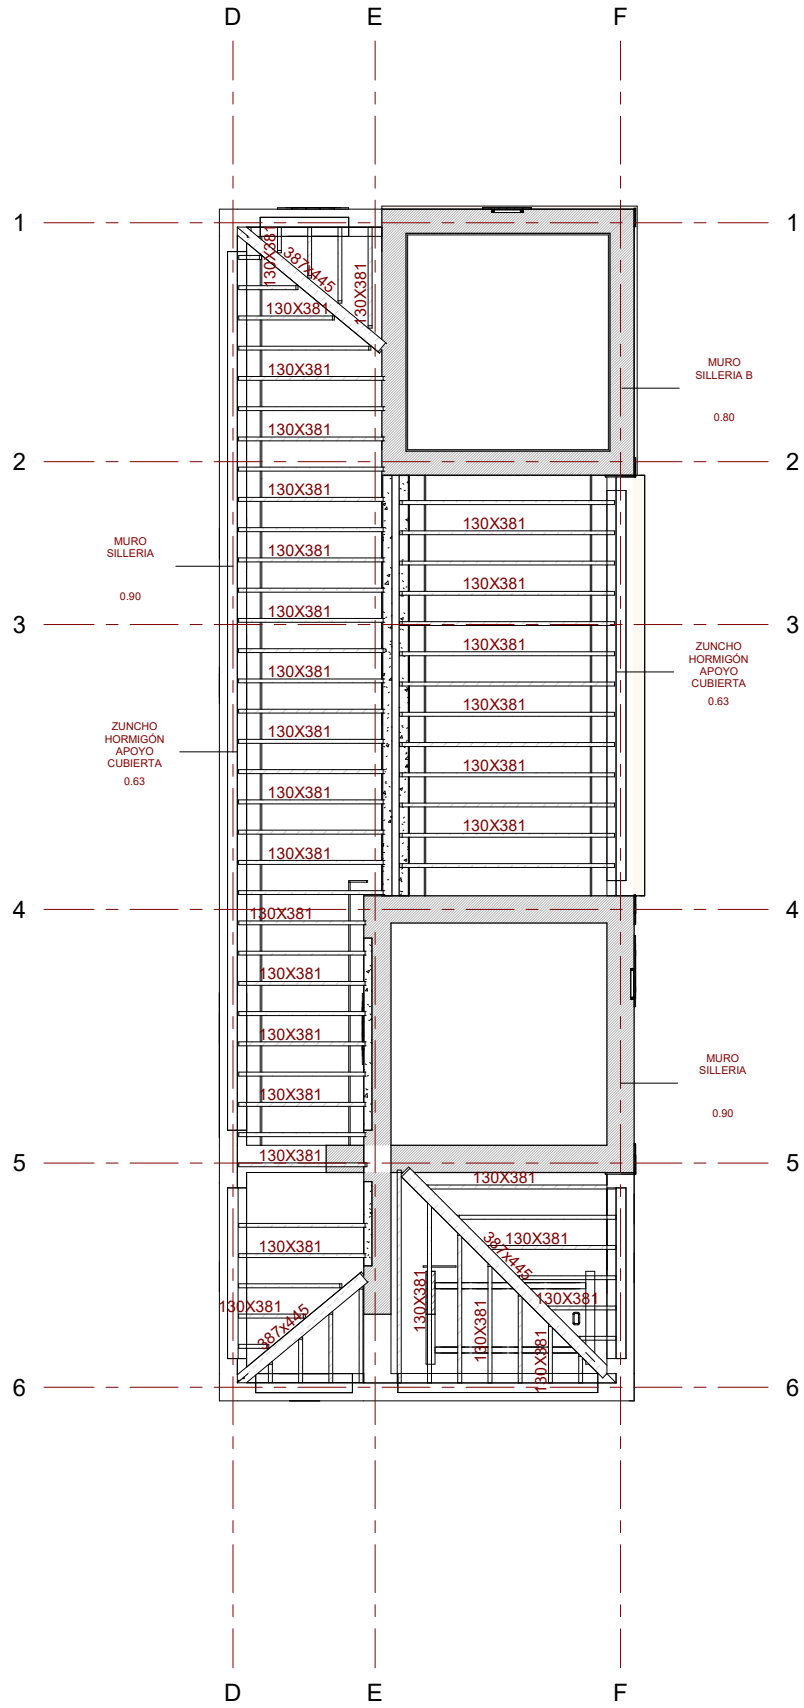 D E F
1 1
130X381
387x445
130X381
130X381
130X381
MURO
SILLERIA B
0.80
130X381
2 2
130X381
130X381
MURO
SILLERIA
0.90
130X381
130X381
130X381
3 3
130X381
130X381
ZUNCHO
HORMIGÓN
APOYO
CUBIERTA
0.63
130X381
130X381
ZUNCHO
HORMIGÓN
APOYO
CUBIERTA
0.63
130X381
130X381
130X381
130X381
130X381
4 4
130X381
130X381
130X381
MURO
SILLERIA
0.90
130X381
5 5
130X381
130X381
130X381
130X381
387x445
130X381
130X381
130X381
130X381
387x445
130X381
6 6
D E F